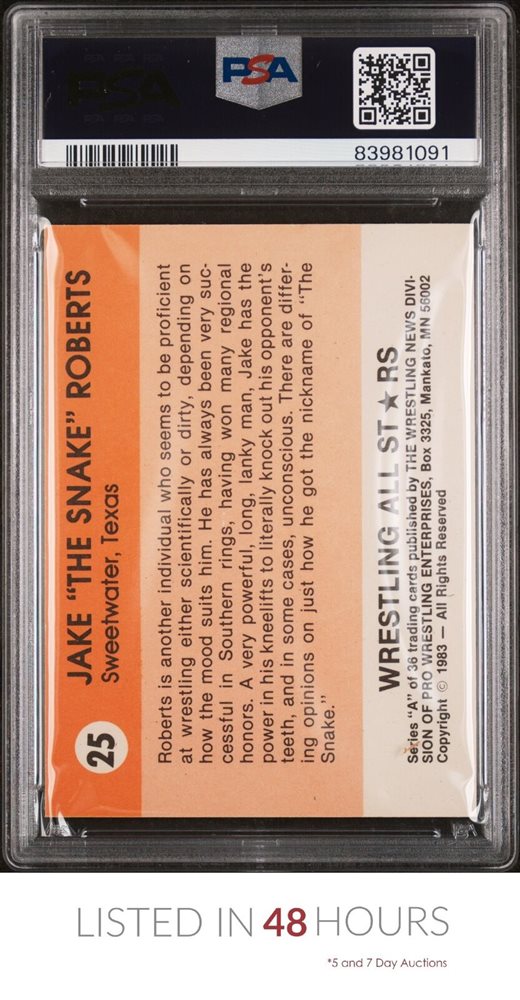 PSA
PSA
83981091
25
JAKE "THE SNAKE" ROBERTS
Sweetwater, Texas
Roberts is another individual who seems to be proficient
at wrestling either scientifically or dirty, depending on
how the mood suits him. He has always been very suc-
cessful in Southern rings, having won many regional
honors. A very powerful, long, lanky man, Jake has the
power in his kneelifts to literally knock out his opponent's
teeth, and in some cases, unconscious. There are differ-
ing opinions on just how he got the nickname of "The
Snake."
WRESTLING ALL ST★RS
Series "A" of 36 trading cards published by THE WRESTLING NEWS DIVI-
SION OF PRO WRESTLING ENTERPRISES, Box 3325, Mankato, MN 56002
Copyright © 1983 — All Rights Reserved
LISTED IN 48 HOURS
*5 and 7 Day Auctions